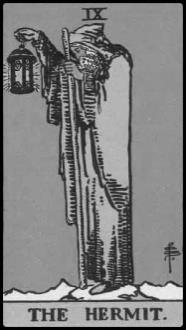 IX
THE HERMIT.